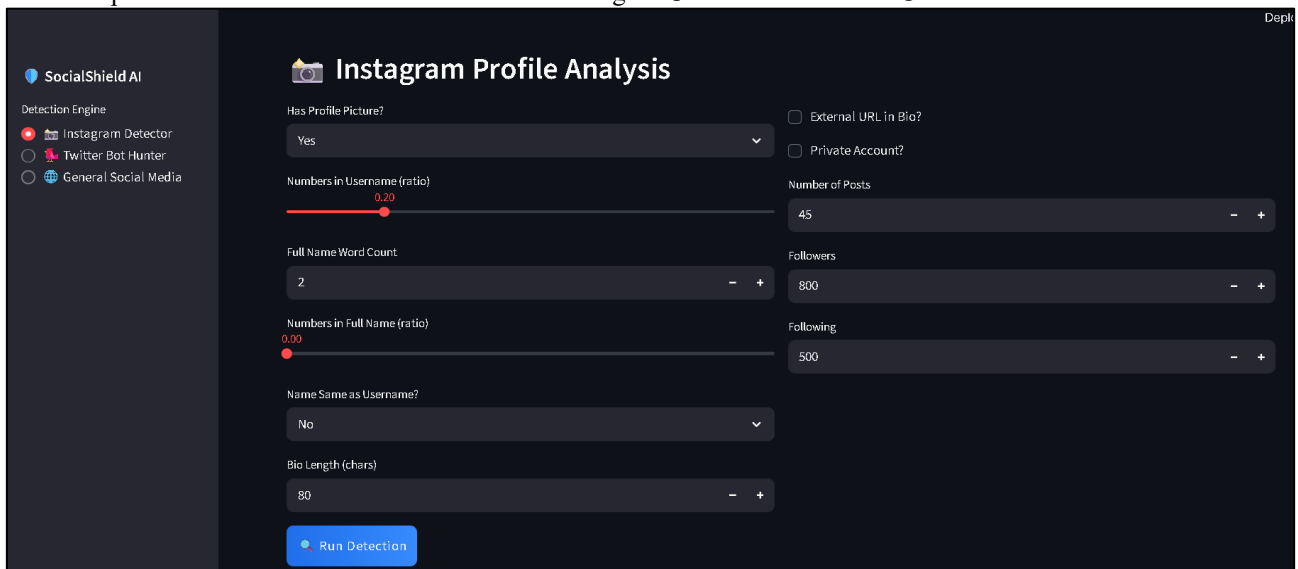 Deplo
SocialShield AI
Detection Engine
Instagram Detector
Twitter Bot Hunter
General Social Media
Instagram Profile Analysis
Has Profile Picture?
Yes
Numbers in Username (ratio)
0.20
Full Name Word Count
2
Numbers in Full Name (ratio)
0.00
Name Same as Username?
No
Bio Length (chars)
80
Run Detection
External URL in Bio?
Private Account?
Number of Posts
45
Followers
800
Following
500